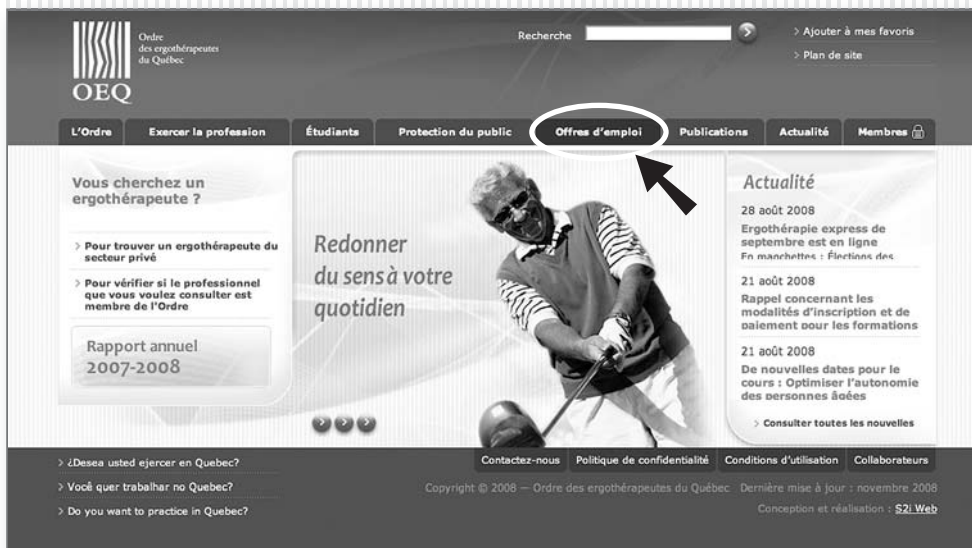 Ordre
des ergothérapeutes
du Québec
OEQ
Recherche
> Ajouter à mes favoris
> Plan de site
L'Ordre
Exercer la profession
Étudiants
Protection du public
Offres d'emploi
Publications
Actualité
Membres
Vous cherchez un
ergothérapeute ?
> Pour trouver un ergothérapeute du
secteur privé
> Pour vérifier si le professionnel
que vous voulez consulter est
membre de l'Ordre
Rapport annuel
2007-2008
Redonner
du sens à votre
quotidien
Actualité
28 août 2008
Ergothérapie express de
septembre est en ligne
En manchettes : Élections des
21 août 2008
Rappel concernant les
modalités d'inscription et de
paiement pour les formations
21 août 2008
De nouvelles dates pour le
cours : Optimiser l'autonomie
des personnes âgées
> Consulter toutes les nouvelles
> ¿Desea usted ejercer en Quebec?
> Você quer trabalhar no Quebec?
> Do you want to practice in Quebec?
Contactez-nous
Politique de confidentialité
Conditions d'utilisation
Collaborateurs
Copyright © 2008 — Ordre des ergothérapeutes du Québec Dernière mise à jour : novembre 2008
Conception et réalisation : S2i Web